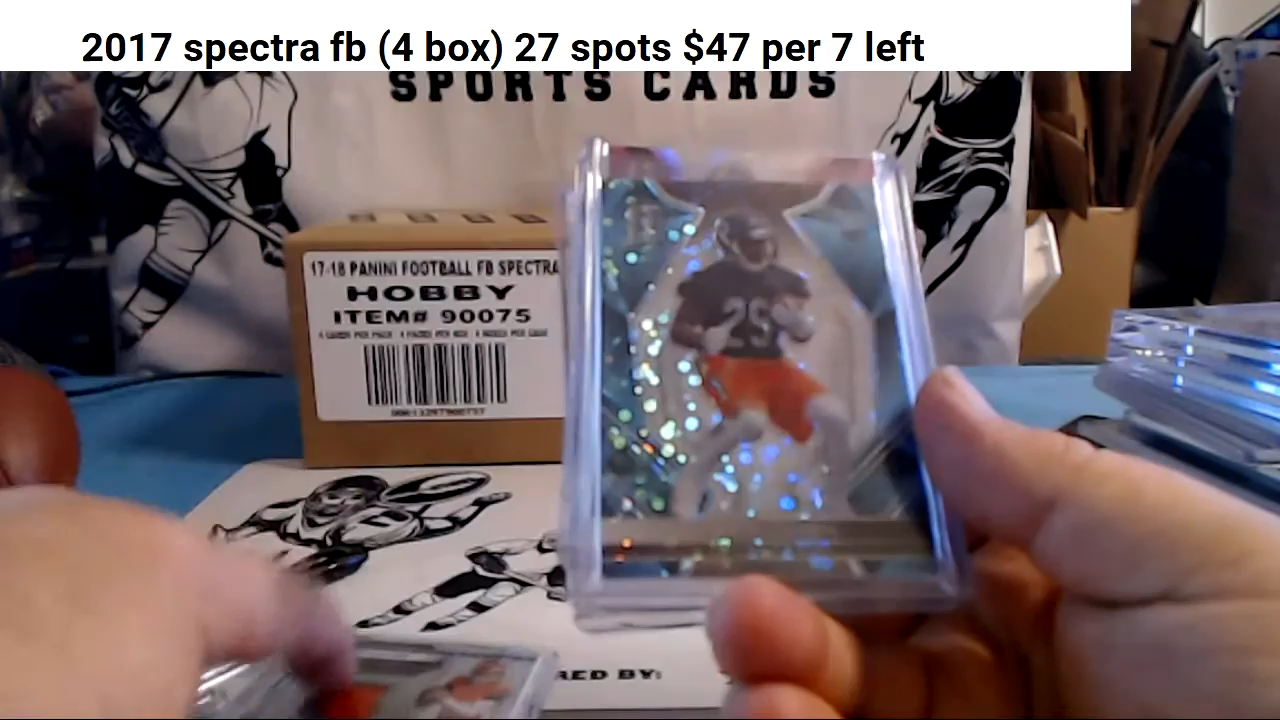 2017 spectra fb (4 box) 27 spots $47 per 7 left
SPORTS CARDS
17-18 PANINI FOOTBALL FB SPECTRA
HOBBY
ITEM# 90075
25
RED BY: